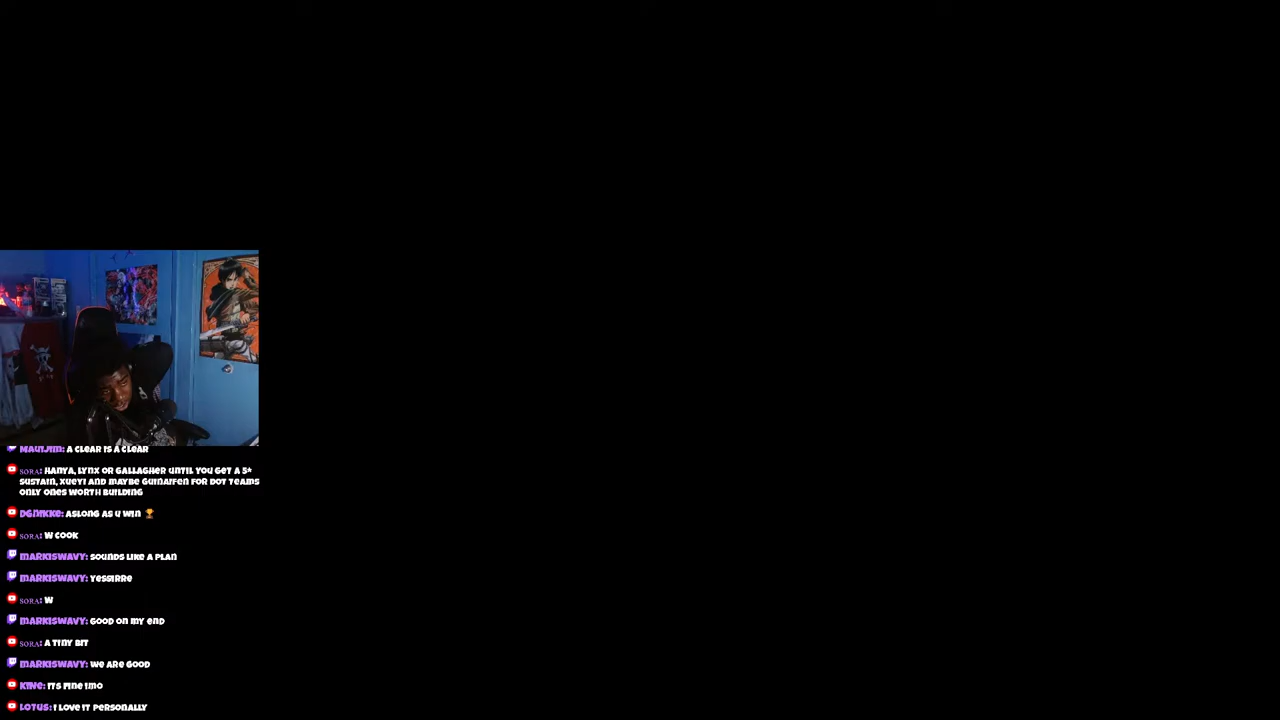 MAUIJIM: A CLEAR IS A CLEAR
SORA: HANYA, LYNX OR GALLAGHER UNTIL YOU GET A 5*
SUSTAIN, XUEYI AND MAYBE GUINAIFEN FOR DOT TEAMS
ONLY ONES WORTH BUILDING
DGNIKKE: ASLONG AS U WIN 🏆
SORA: W COOK
MARKISWAVY: SOUNDS LIKE A PLAN
MARKISWAVY: YESSIRRE
SORA: W
MARKISWAVY: GOOD ON MY END
SORA: A TINY BIT
MARKISWAVY: WE ARE GOOD
KING: ITS FINE IMO
LOTUS: I LOVE IT PERSONALLY